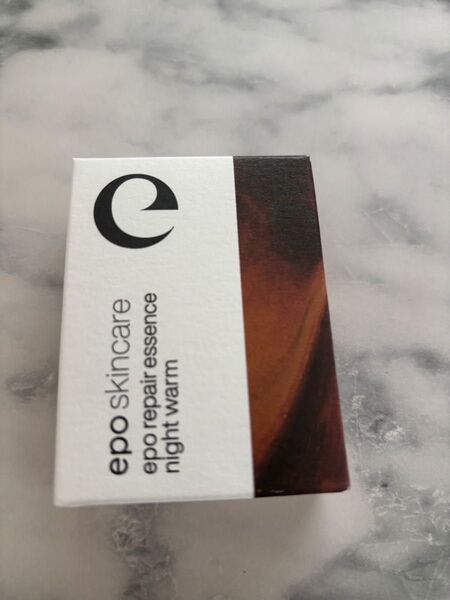 e
epo skincare
epo repair essence
night warm